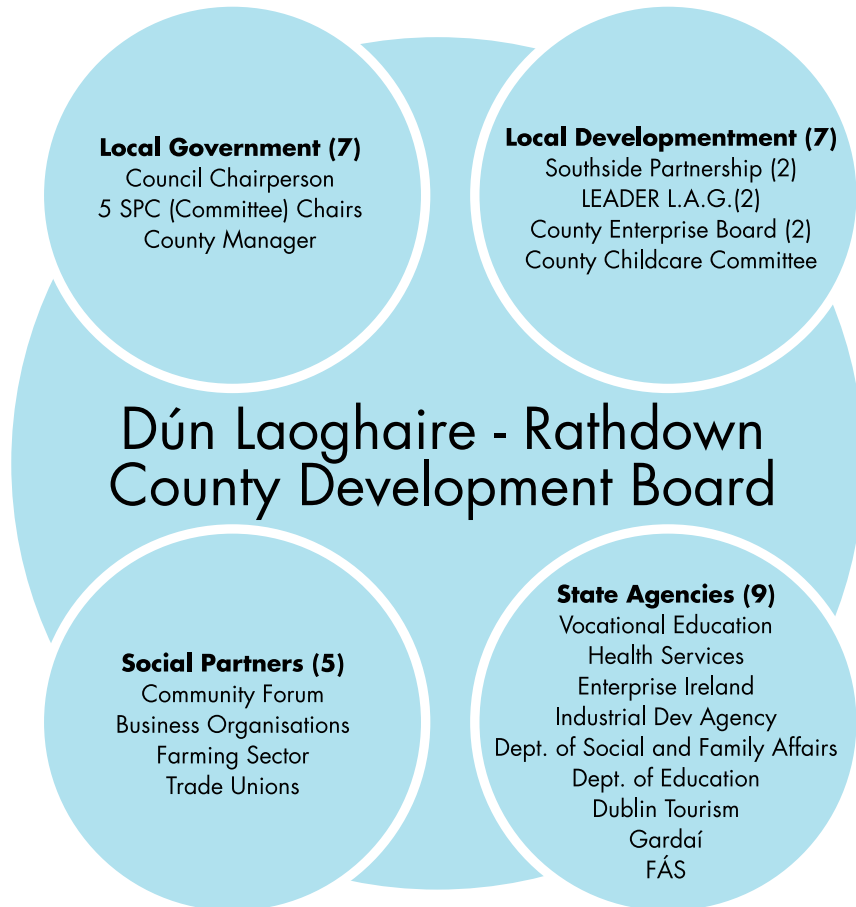 Local Government (7)
Council Chairperson
5 SPC (Committee) Chairs
County Manager
Local Developmentment (7)
Southside Partnership (2)
LEADER L.A.G.(2)
County Enterprise Board (2)
County Childcare Committee
Dún Laoghaire - Rathdown
County Development Board
Social Partners (5)
Community Forum
Business Organisations
Farming Sector
Trade Unions
State Agencies (9)
Vocational Education
Health Services
Enterprise Ireland
Industrial Dev Agency
Dept. of Social and Family Affairs
Dept. of Education
Dublin Tourism
Gardaí
FÁS